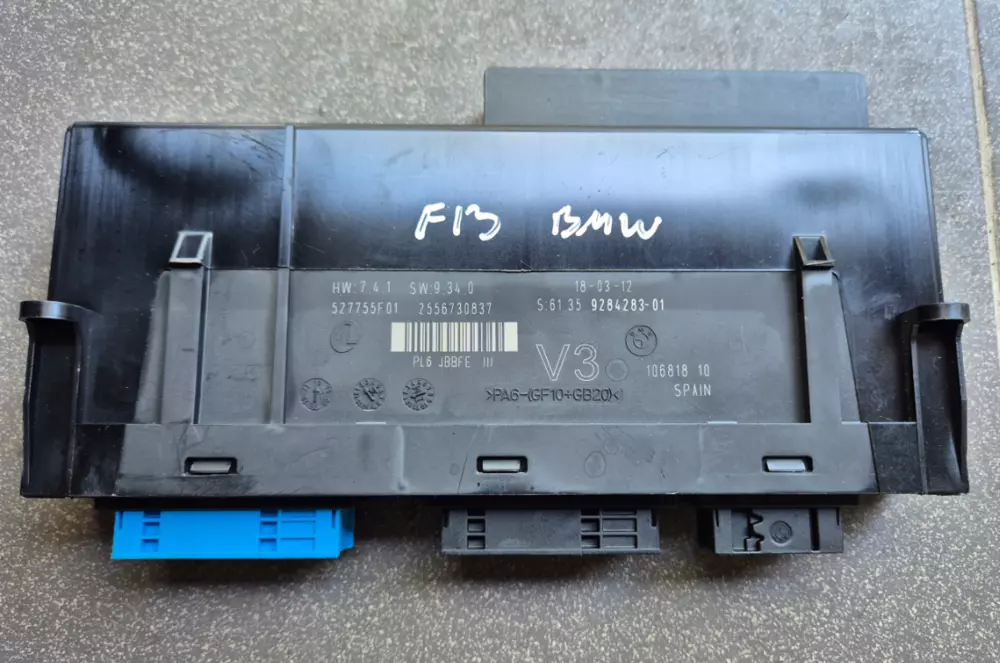 F13 BMW
HW:7.4.1 SW:9.34.0 18-03-12
527755F01 2556730837 S:61.35 9284283-01
PL6 JBBFE III
V3
106818 10
>PA6-(GF10+GB20)<
SPAIN